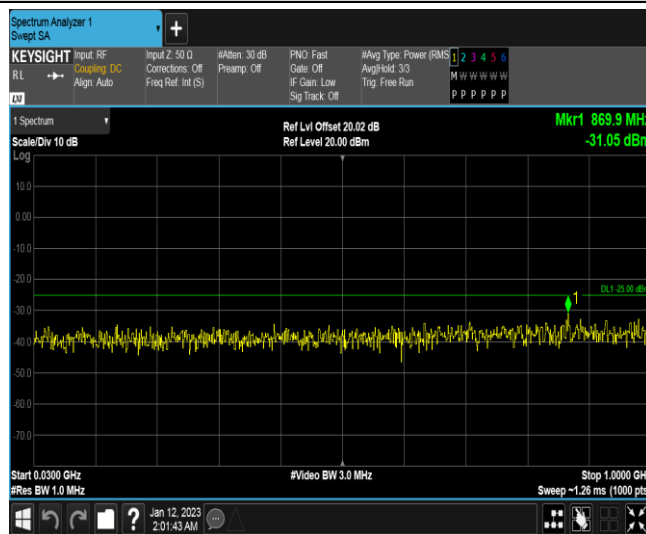 Spectrum Analyzer 1
Swept SA
+
KEYSIGHT
RL
LXI
Input: RF
Coupling: DC
Align: Auto
Input Z: 50 Ω
Corrections: Off
Freq Ref: Int (S)
#Atten: 30 dB
Preamp: Off
PNO: Fast
Gate: Off
IF Gain: Low
Sig Track: Off
#Avg Type: Power (RMS
Avg|Hold: 3/3
Trig: Free Run
1 2 3 4 5 6
M W W W W W
P P P P P P
1 Spectrum
Scale/Div 10 dB
Log
Ref Lvl Offset 20.02 dB
Ref Level 20.00 dBm
Mkr1 869.9 MHz
-31.05 dBm
10.0
0.00
-10.0
-20.0
-30.0
-40.0
-50.0
-60.0
-70.0
DL1 -25.00 dBm
1
Start 0.0300 GHz
#Res BW 1.0 MHz
#Video BW 3.0 MHz
Stop 1.0000 GH
Sweep ~1.26 ms (1000 pts
?
Jan 12, 2023
2:01:43 AM